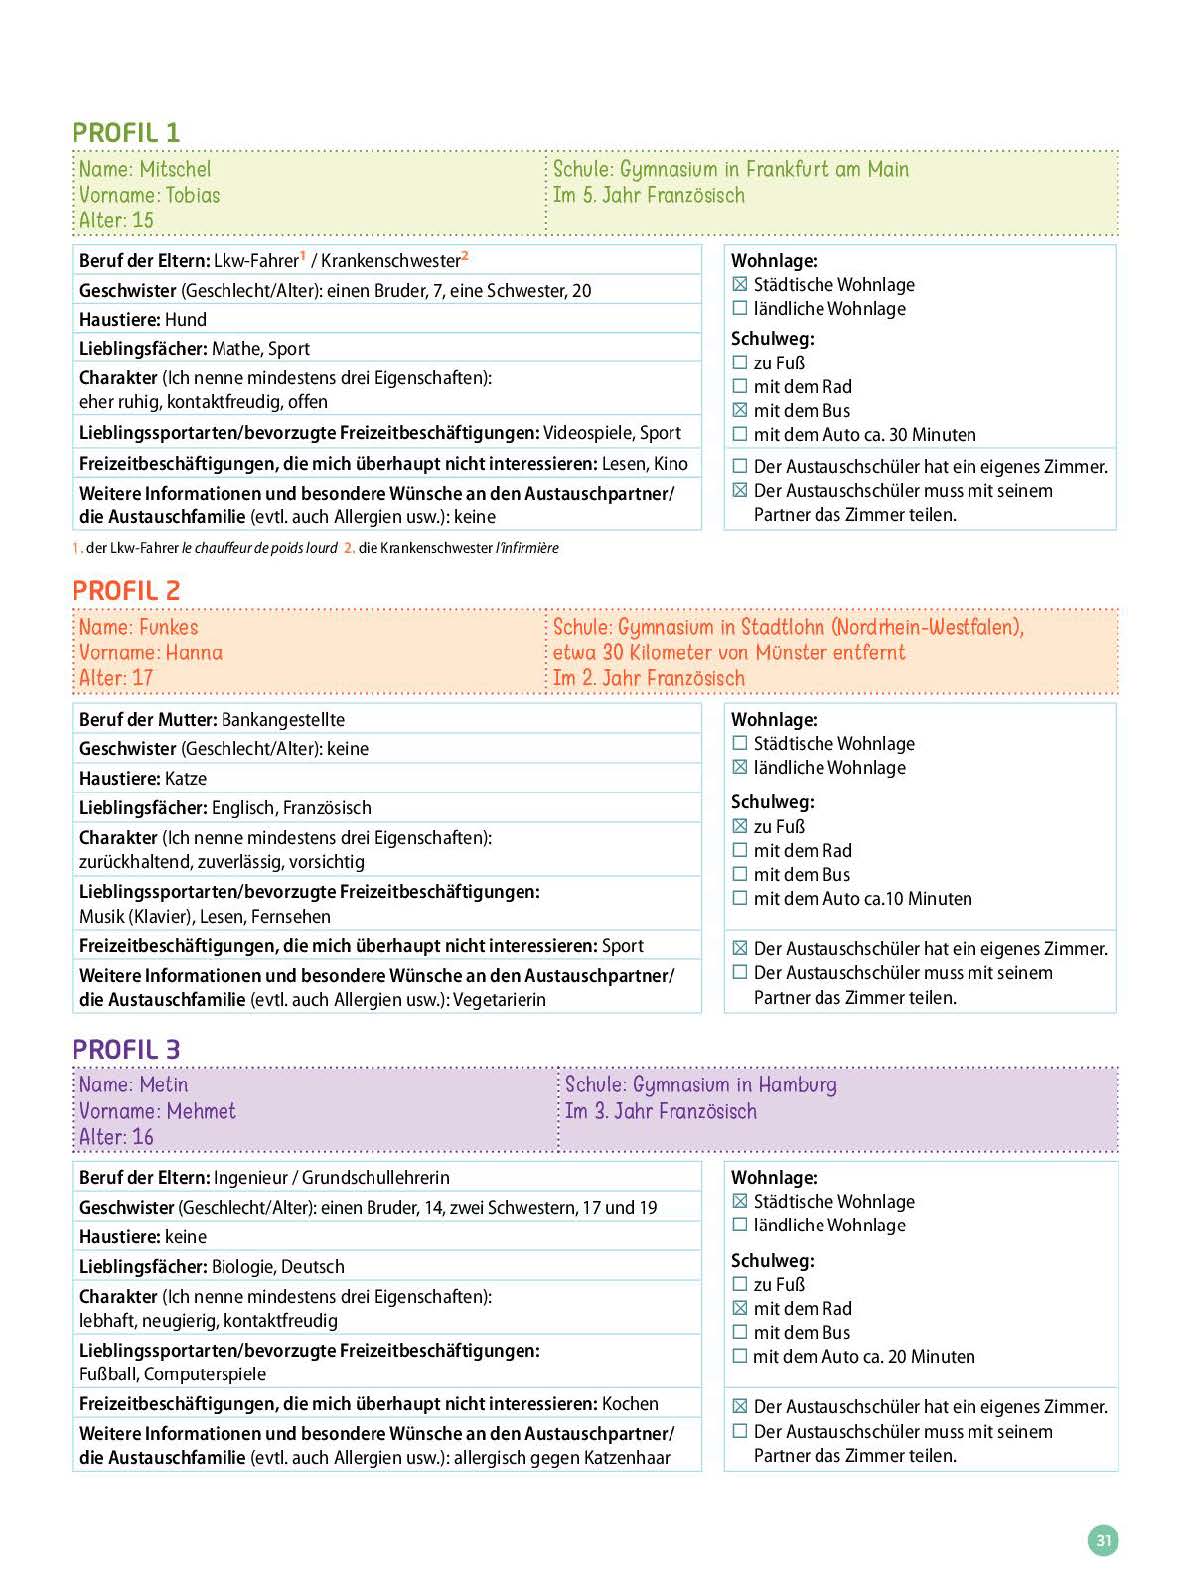 PROFIL 1
Name: Mitschel
Vorname: Tobias
Alter: 15
Schule: Gymnasium in Frankfurt am Main
Im 5. Jahr Französisch
Beruf der Eltern: Lkw-Fahrer1 / Krankenschwester2
Geschwister (Geschlecht/Alter): einen Bruder, 7, eine Schwester, 20
Haustiere: Hund
Lieblingsfächer: Mathe, Sport
Charakter (Ich nenne mindestens drei Eigenschaften):
eher ruhig, kontaktfreudig, offen
Lieblingssportarten/bevorzugte Freizeitbeschäftigungen: Videospiele, Sport
Freizeitbeschäftigungen, die mich überhaupt nicht interessieren: Lesen, Kino
Weitere Informationen und besondere Wünsche an den Austauschpartner/
die Austauschfamilie (evtl. auch Allergien usw.): keine
Wohnlage:
☒ Städtische Wohnlage
☐ ländliche Wohnlage
Schulweg:
☐ zu Fuß
☐ mit dem Rad
☒ mit dem Bus
☐ mit dem Auto ca. 30 Minuten
☐ Der Austauschschüler hat ein eigenes Zimmer.
☒ Der Austauschschüler muss mit seinem
Partner das Zimmer teilen.
1. der Lkw-Fahrer le chauffeur de poids lourd 2. die Krankenschwester l'infirmière
PROFIL 2
Name: Funkes
Vorname: Hanna
Alter: 17
Schule: Gymnasium in Stadtlohn (Nordrhein-Westfalen),
etwa 30 Kilometer von Münster entfernt
Im 2. Jahr Französisch
Beruf der Mutter: Bankangestellte
Geschwister (Geschlecht/Alter): keine
Haustiere: Katze
Lieblingsfächer: Englisch, Französisch
Charakter (Ich nenne mindestens drei Eigenschaften):
zurückhaltend, zuverlässig, vorsichtig
Lieblingssportarten/bevorzugte Freizeitbeschäftigungen:
Musik (Klavier), Lesen, Fernsehen
Freizeitbeschäftigungen, die mich überhaupt nicht interessieren: Sport
Weitere Informationen und besondere Wünsche an den Austauschpartner/
die Austauschfamilie (evtl. auch Allergien usw.): Vegetarierin
Wohnlage:
☐ Städtische Wohnlage
☒ ländliche Wohnlage
Schulweg:
☒ zu Fuß
☐ mit dem Rad
☐ mit dem Bus
☐ mit dem Auto ca.10 Minuten
☒ Der Austauschschüler hat ein eigenes Zimmer.
☐ Der Austauschschüler muss mit seinem
Partner das Zimmer teilen.
PROFIL 3
Name: Metin
Vorname: Mehmet
Alter: 16
Schule: Gymnasium in Hamburg
Im 3. Jahr Französisch
Beruf der Eltern: Ingenieur / Grundschullehrerin
Geschwister (Geschlecht/Alter): einen Bruder, 14, zwei Schwestern, 17 und 19
Haustiere: keine
Lieblingsfächer: Biologie, Deutsch
Charakter (Ich nenne mindestens drei Eigenschaften):
lebhaft, neugierig, kontaktfreudig
Lieblingssportarten/bevorzugte Freizeitbeschäftigungen:
Fußball, Computerspiele
Freizeitbeschäftigungen, die mich überhaupt nicht interessieren: Kochen
Weitere Informationen und besondere Wünsche an den Austauschpartner/
die Austauschfamilie (evtl. auch Allergien usw.): allergisch gegen Katzenhaar
Wohnlage:
☒ Städtische Wohnlage
☐ ländliche Wohnlage
Schulweg:
☐ zu Fuß
☒ mit dem Rad
☐ mit dem Bus
☐ mit dem Auto ca. 20 Minuten
☒ Der Austauschschüler hat ein eigenes Zimmer.
☐ Der Austauschschüler muss mit seinem
Partner das Zimmer teilen.
31